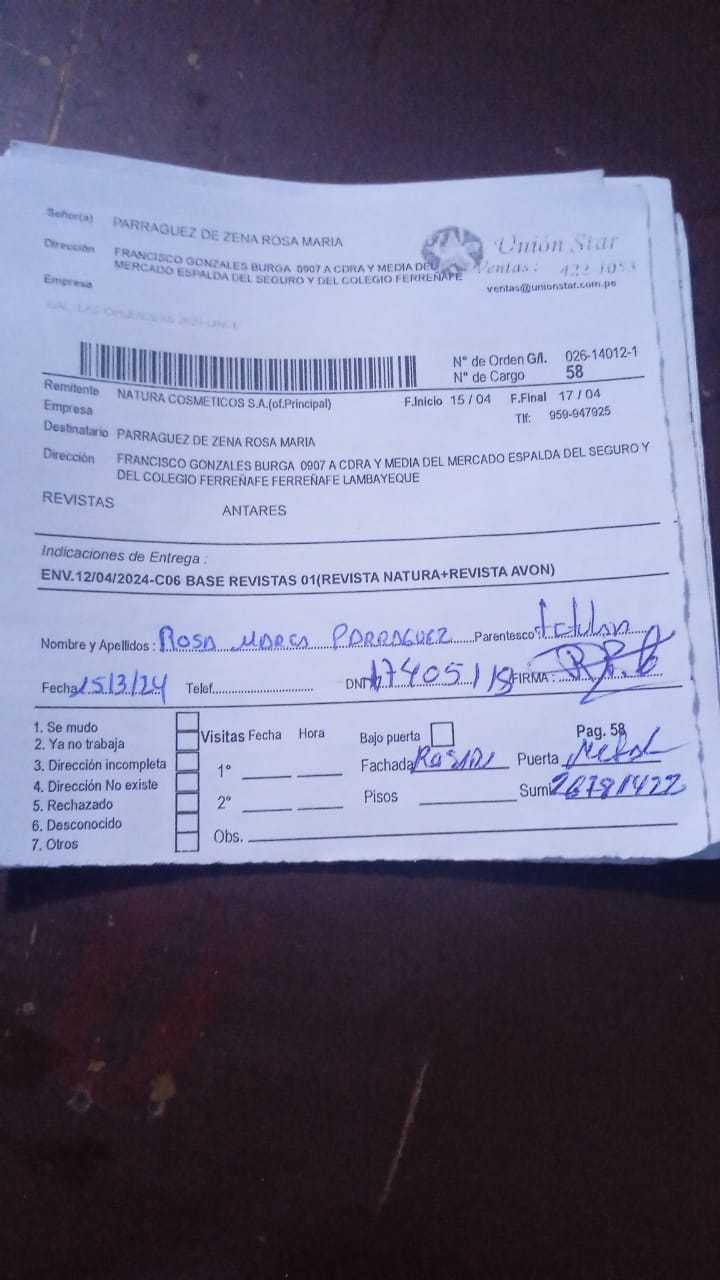 Señor(a) PARRAGUEZ DE ZENA ROSA MARIA
Dirección FRANCISCO GONZALES BURGA 0907 A CDRA Y MEDIA DEL
MERCADO ESPALDA DEL SEGURO Y DEL COLEGIO FERREÑAFE
Empresa
Unión Star
Ventas: 422-1053
ventas@unionstar.com.pe
N° de Orden G/I. 026-14012-1
N° de Cargo 58
Remitente NATURA COSMETICOS S.A.(of.Principal) F.Inicio 15 / 04 F.Final 17 / 04
Empresa Tlf: 959-947925
Destinatario PARRAGUEZ DE ZENA ROSA MARIA
Dirección FRANCISCO GONZALES BURGA 0907 A CDRA Y MEDIA DEL MERCADO ESPALDA DEL SEGURO Y
DEL COLEGIO FERREÑAFE FERREÑAFE LAMBAYEQUE
REVISTAS ANTARES
Indicaciones de Entrega :
ENV.12/04/2024-C06 BASE REVISTAS 01(REVISTA NATURA+REVISTA AVON)
Nombre y Apellidos : ROSA MARIA PARRAGUEZ Parentesco
Fecha 15/3/24 Telef. DNI FIRMA :
1. Se mudo
2. Ya no trabaja
3. Dirección incompleta
4. Dirección No existe
5. Rechazado
6. Desconocido
7. Otros
Visitas Fecha Hora
1°
2°
Obs.
Bajo puerta Pag. 58
Fachada Puerta
Pisos Sumi